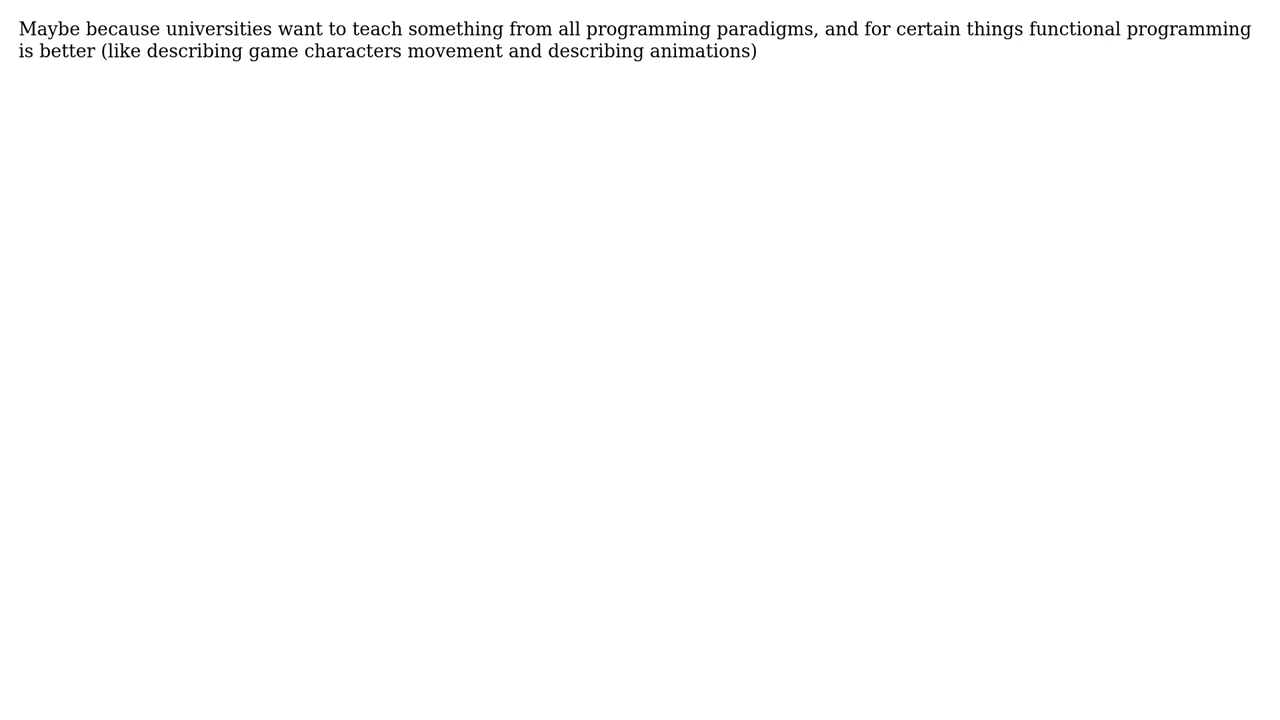 Maybe because universities want to teach something from all programming paradigms, and for certain things functional programming
is better (like describing game characters movement and describing animations)